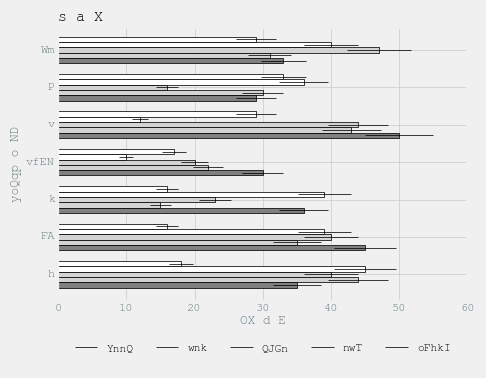 s a X
Wm
p
v
vfEN
k
FA
h
yoQqp o ND
0 10 20 30 40 50 60
OX d E
YnnQ wnk QJGn nwT oFhkI